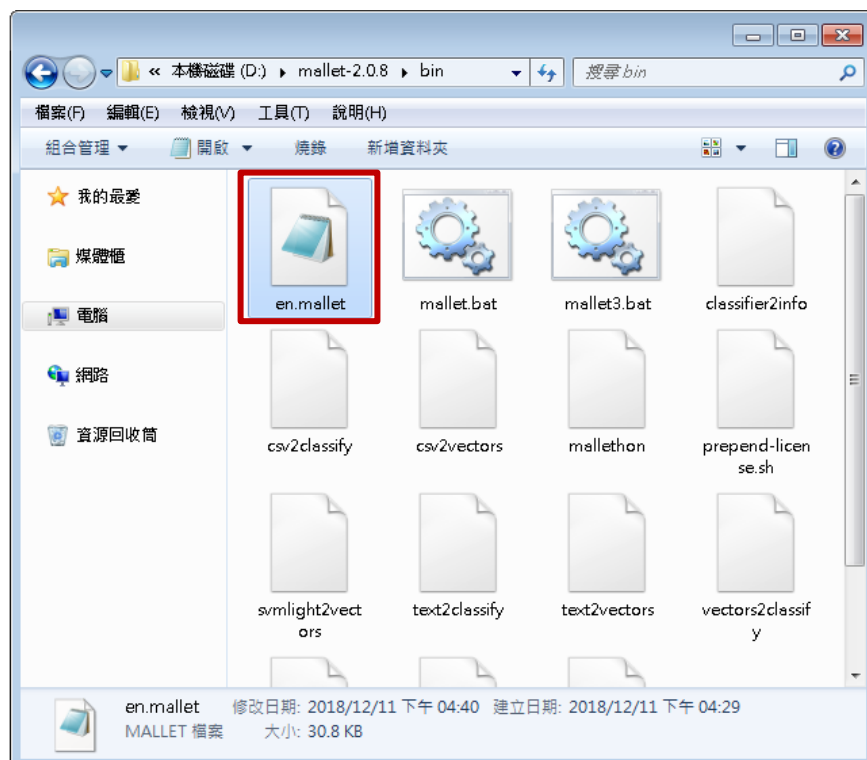 « 本機磁碟 (D:) ▸ mallet-2.0.8 ▸ bin
搜尋 bin
檔案(F) 編輯(E) 檢視(V) 工具(T) 說明(H)
組合管理 開啟 燒錄 新增資料夾
我的最愛
媒體櫃
電腦
網路
資源回收筒
en.mallet mallet.bat mallet3.bat classifier2info
csv2classify csv2vectors mallethon prepend-licen
se.sh
svmlight2vect text2classify text2vectors vectors2classif
ors y
en.mallet 修改日期: 2018/12/11 下午 04:40 建立日期: 2018/12/11 下午 04:29
MALLET 檔案 大小: 30.8 KB